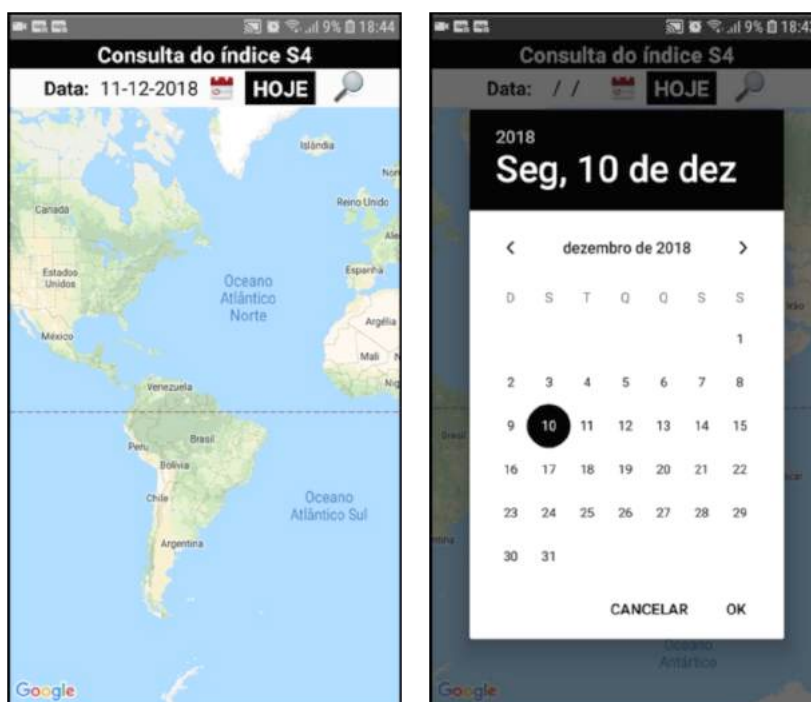 9% 18:44
Consulta do índice S4
Data: 11-12-2018 HOJE
Islândia
Canadá
Reino Unido
Estados
Unidos
Espanha
Oceano
Atlântico
Norte
Argélia
México
Mali
Venezuela
Peru
Brasil
Bolívia
Chile
Oceano
Atlântico Sul
Argentina
Google
9% 18:43
Consulta do índice S4
Data: / / HOJE
2018
Seg, 10 de dez
dezembro de 2018
D S T Q Q S S
1
2 3 4 5 6 7 8
9 10 11 12 13 14 15
16 17 18 19 20 21 22
23 24 25 26 27 28 29
30 31
CANCELAR OK
Oceano
Antártico
Google